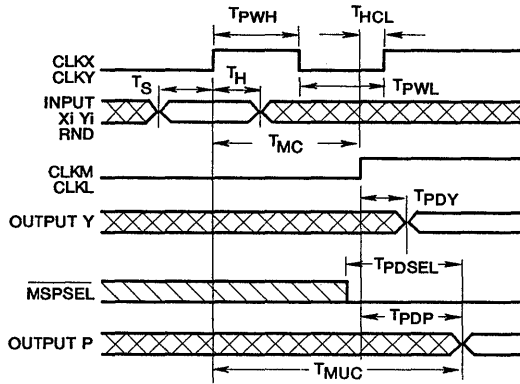 TPWH THCL
CLKX
CLKY
TS TH TPWL
INPUT
Xi Yi
RND
TMC
CLKM
CLKL
TPDY
OUTPUT Y
TPDSEL
MSPSEL
TPDP
OUTPUT P
TMUC